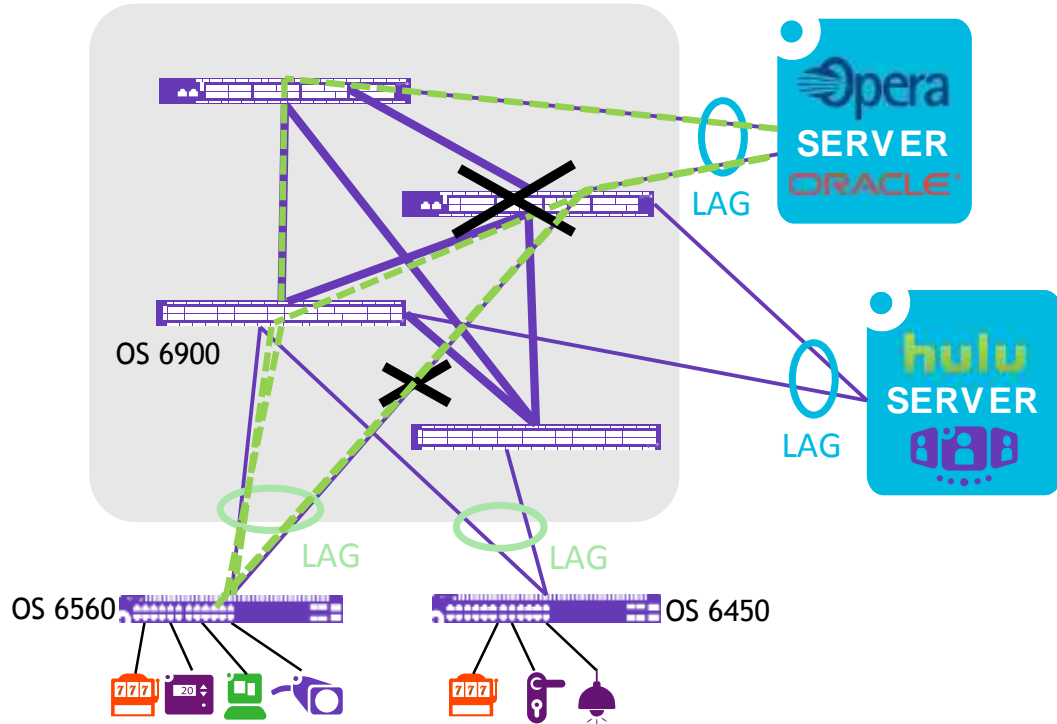 Opera
SERVER
ORACLE
LAG
OS 6900
hulu
SERVER
LAG
LAG
LAG
OS 6560
OS 6450
777
20
777